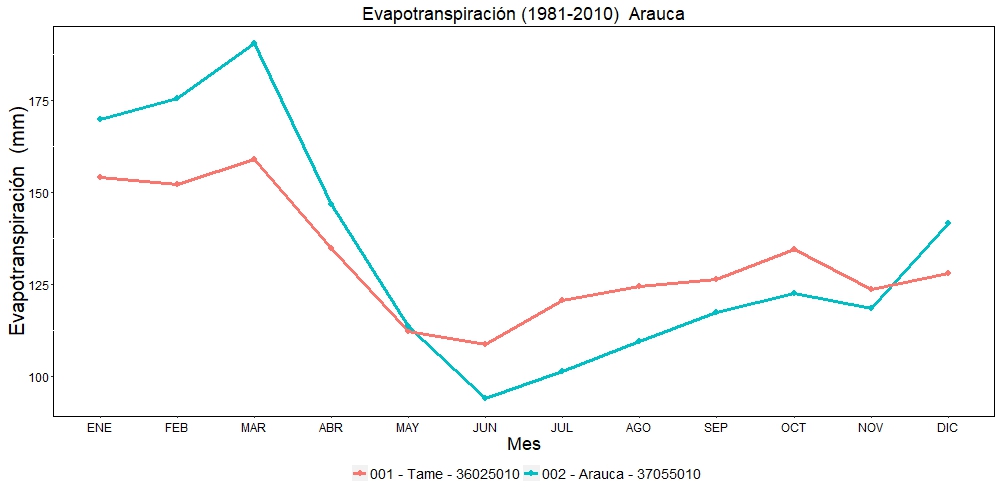 Evapotranspiración (1981-2010)  Arauca
Evapotranspiración  (mm)
175
150
125
100
ENE FEB MAR ABR MAY JUN JUL AGO SEP OCT NOV DIC
Mes
001 - Tame - 36025010 002 - Arauca - 37055010